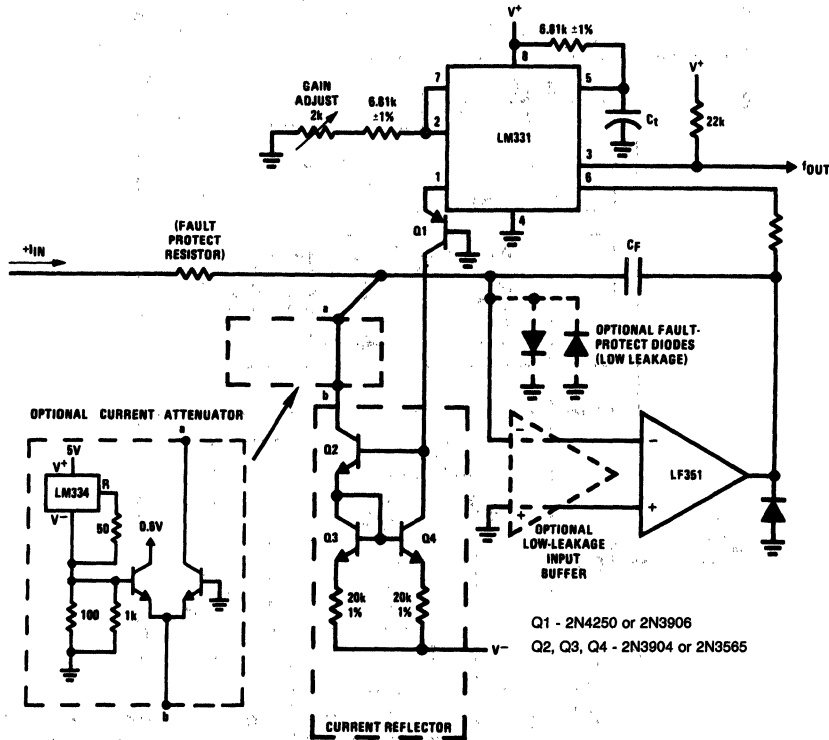 V+
8
6.81k ±1%
7
5
V+
GAIN
ADJUST
2k
6.81k
±1%
2
LM331
Ct
22k
3
fOUT
1
6
4
Q1
(FAULT
PROTECT
RESISTOR)
+IIN
CF
a
OPTIONAL FAULT-
PROTECT DIODES
(LOW LEAKAGE)
b
OPTIONAL CURRENT ATTENUATOR
a
5V
V+
LM334
R
V−
50
0.8V
100
1k
b
Q2
Q3
Q4
20k
1%
20k
1%
V−
CURRENT REFLECTOR
−
+
OPTIONAL
LOW-LEAKAGE
INPUT
BUFFER
−
LF351
+
Q1 - 2N4250 or 2N3906
Q2, Q3, Q4 - 2N3904 or 2N3565